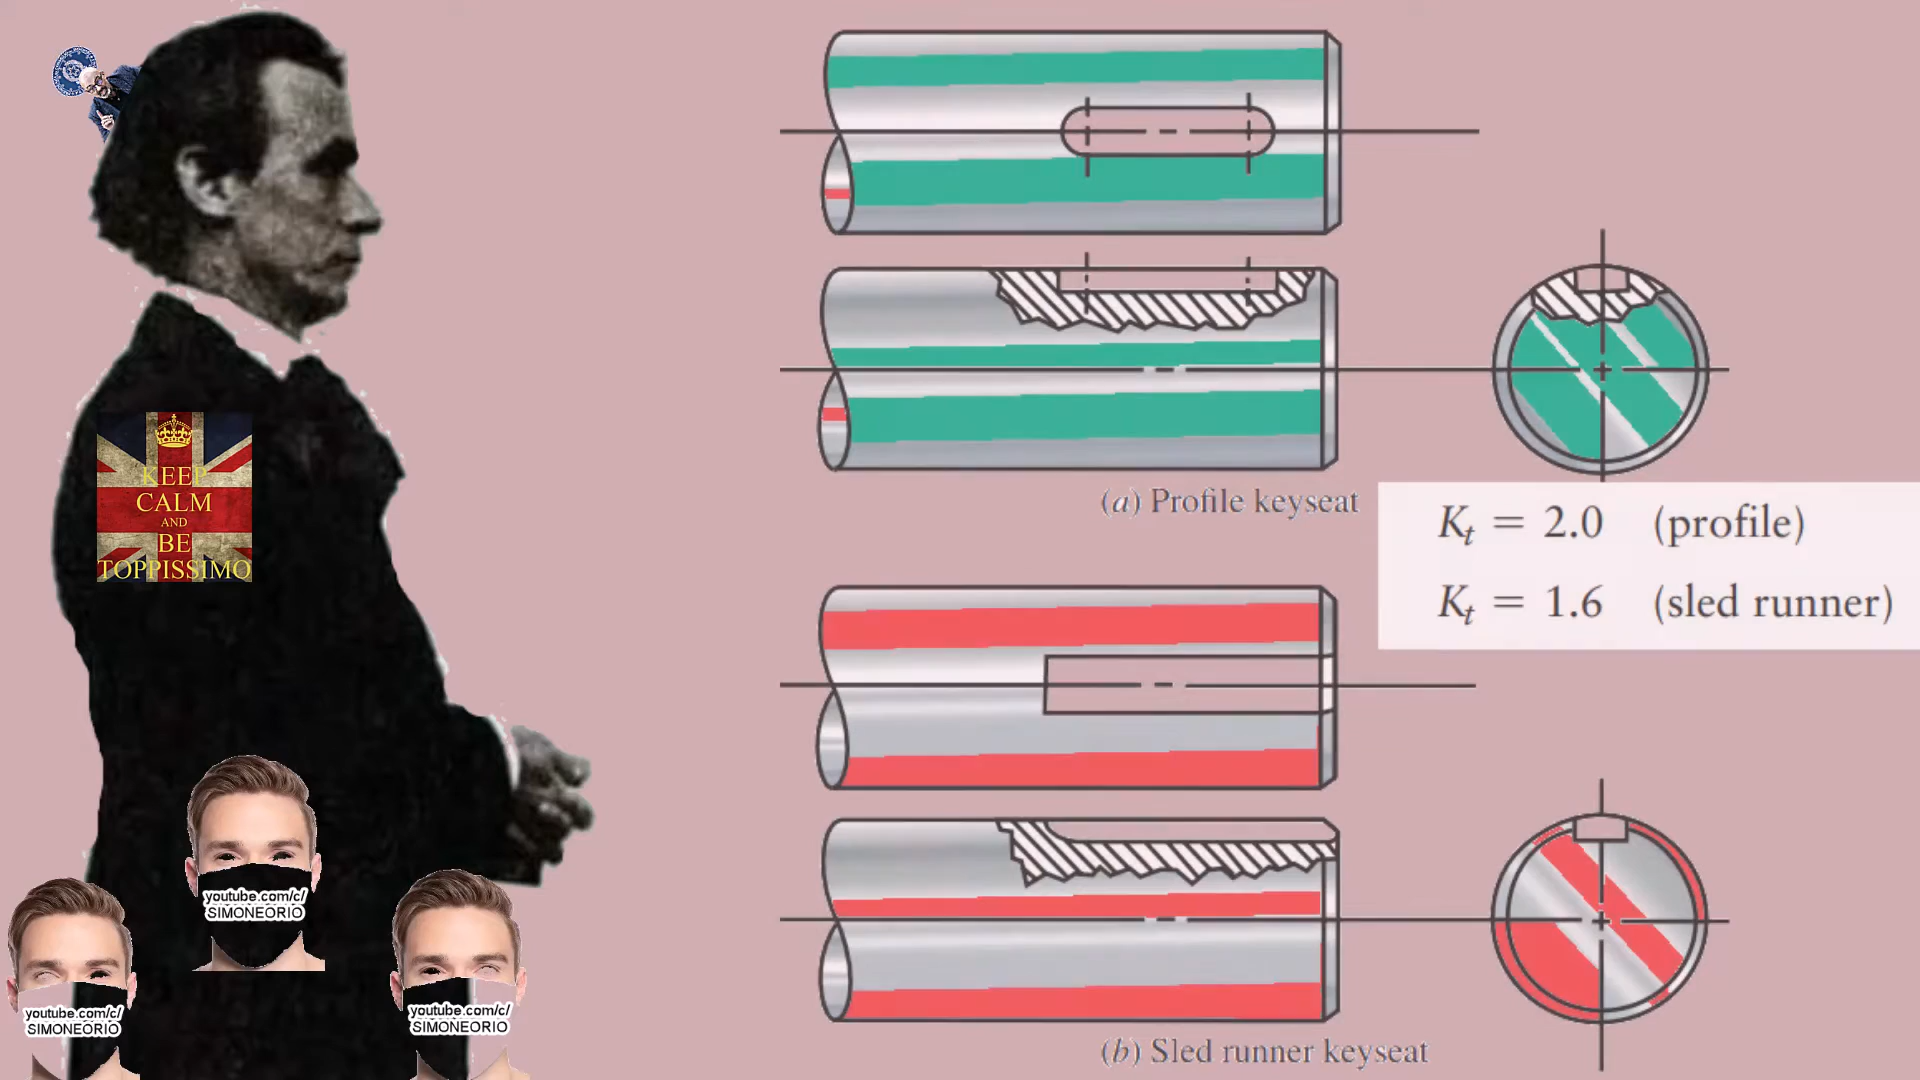 KEEP
CALM
AND
BE
TOPPISSIMO
(a) Profile keyseat
Kt = 2.0 (profile)
Kt = 1.6 (sled runner)
youtube.com/c/
SIMONEORIO
youtube.com/c/
SIMONEORIO
youtube.com/c/
SIMONEORIO
(b) Sled runner keyseat